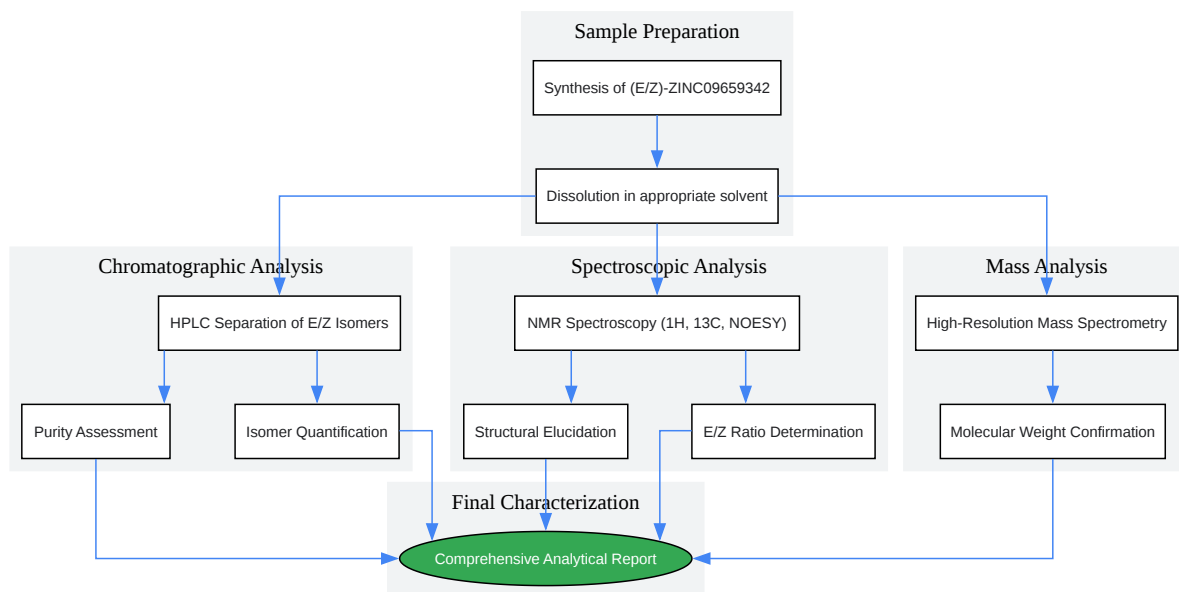 Sample Preparation
Synthesis of (E/Z)-ZINC09659342
Dissolution in appropriate solvent
Chromatographic Analysis
HPLC Separation of E/Z Isomers
Purity Assessment
Isomer Quantification
Spectroscopic Analysis
NMR Spectroscopy (1H, 13C, NOESY)
Structural Elucidation
E/Z Ratio Determination
Mass Analysis
High-Resolution Mass Spectrometry
Molecular Weight Confirmation
Final Characterization
Comprehensive Analytical Report